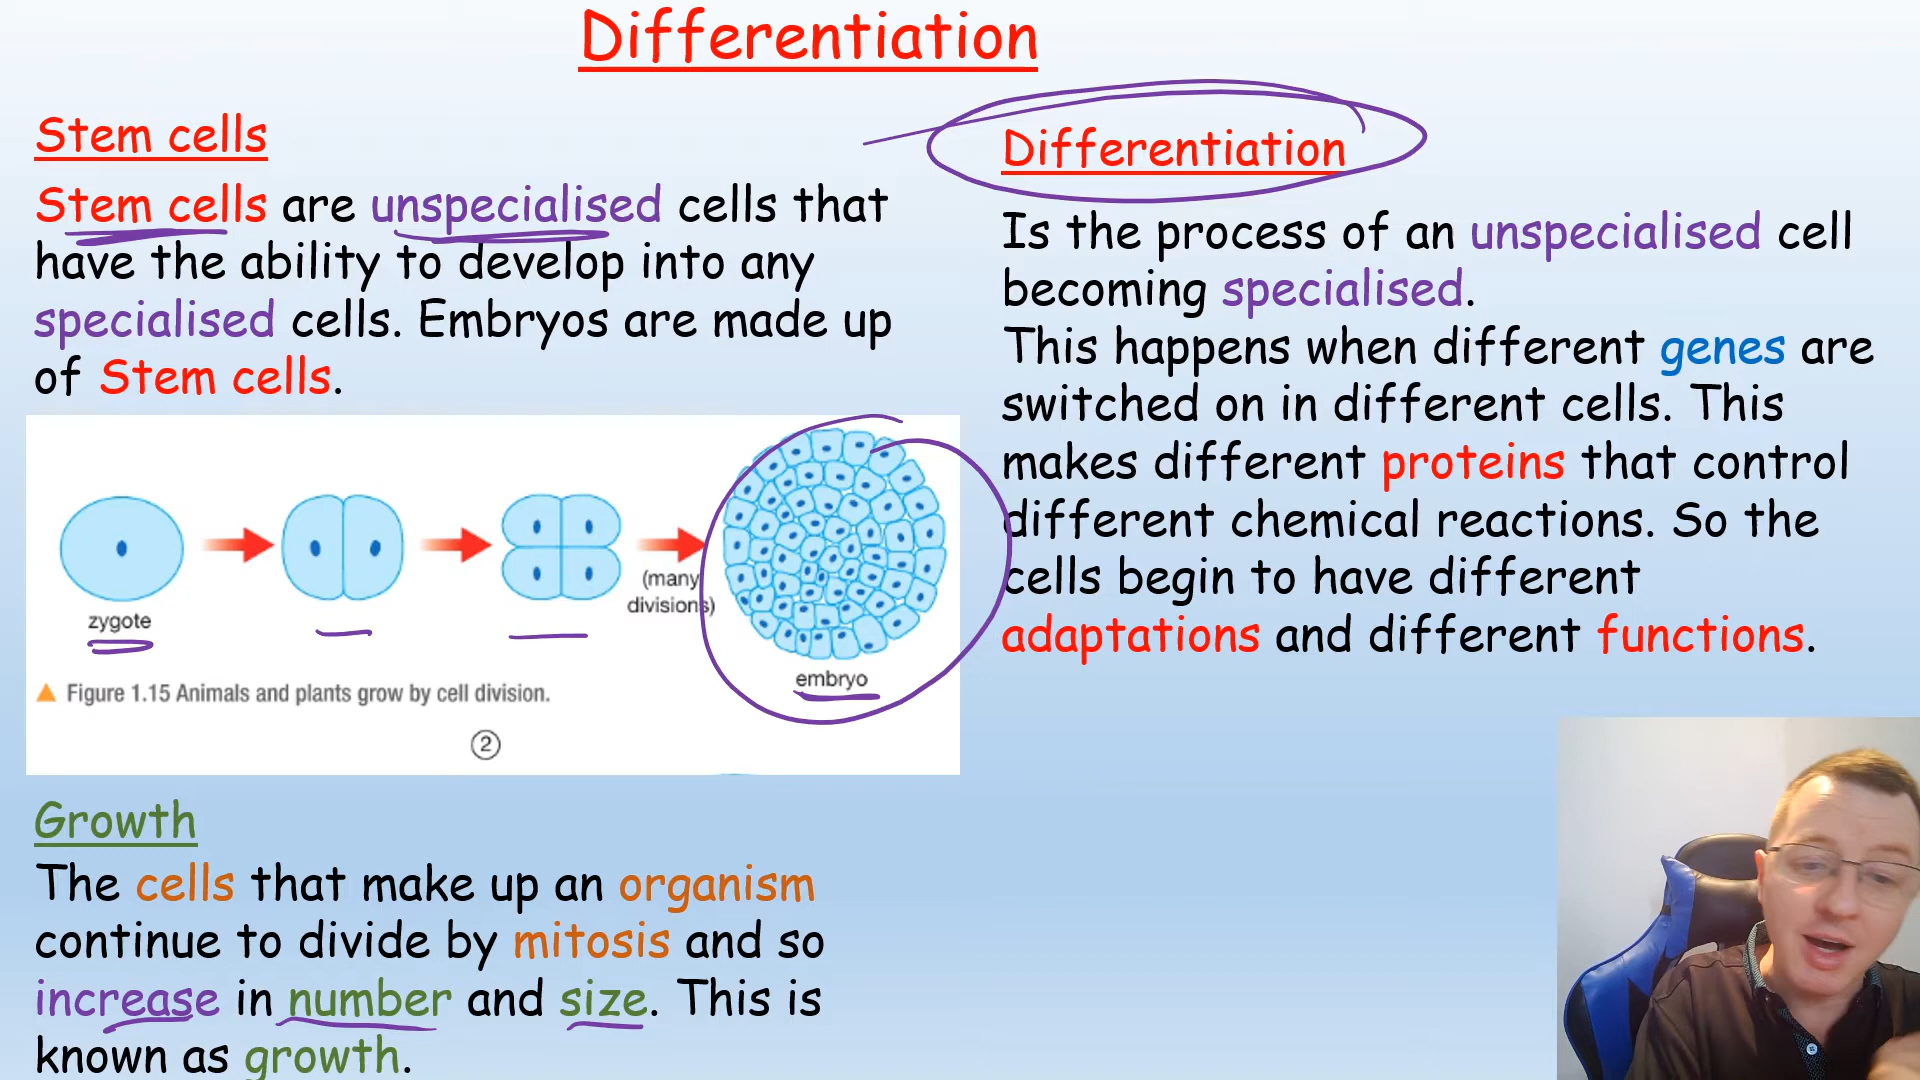 Differentiation
Stem cells
Stem cells are unspecialised cells that
have the ability to develop into any
specialised cells. Embryos are made up
of Stem cells.
zygote
(many
divisions)
embryo
Figure 1.15 Animals and plants grow by cell division.
2
Growth
The cells that make up an organism
continue to divide by mitosis and so
increase in number and size. This is
known as growth.
Differentiation
Is the process of an unspecialised cell
becoming specialised.
This happens when different genes are
switched on in different cells. This
makes different proteins that control
different chemical reactions. So the
cells begin to have different
adaptations and different functions.